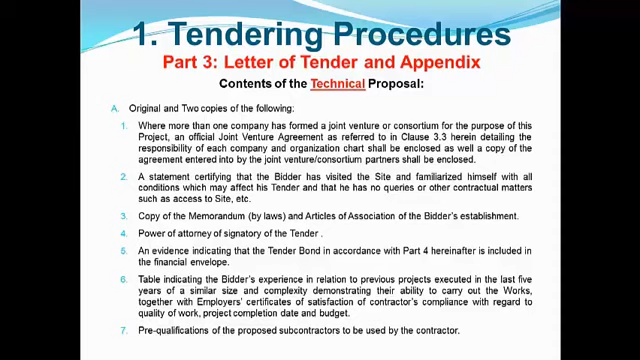 1. Tendering Procedures
Part 3: Letter of Tender and Appendix
Contents of the Technical Proposal:
A. Original and Two copies of the following:
1. Where more than one company has formed a joint venture or consortium for the purpose of this
Project, an official Joint Venture Agreement as referred to in Clause 3.3 herein detailing the
responsibility of each company and organization chart shall be enclosed as well a copy of the
agreement entered into by the joint venture/consortium partners shall be enclosed.
2. A statement certifying that the Bidder has visited the Site and familiarized himself with all
conditions which may affect his Tender and that he has no queries or other contractual matters
such as access to Site, etc.
3. Copy of the Memorandum (by laws) and Articles of Association of the Bidder's establishment.
4. Power of attorney of signatory of the Tender .
5. An evidence indicating that the Tender Bond in accordance with Part 4 hereinafter is included in
the financial envelope.
6. Table indicating the Bidder's experience in relation to previous projects executed in the last five
years of a similar size and complexity demonstrating their ability to carry out the Works,
together with Employers' certificates of satisfaction of contractor's compliance with regard to
quality of work, project completion date and budget.
7. Pre-qualifications of the proposed subcontractors to be used by the contractor.